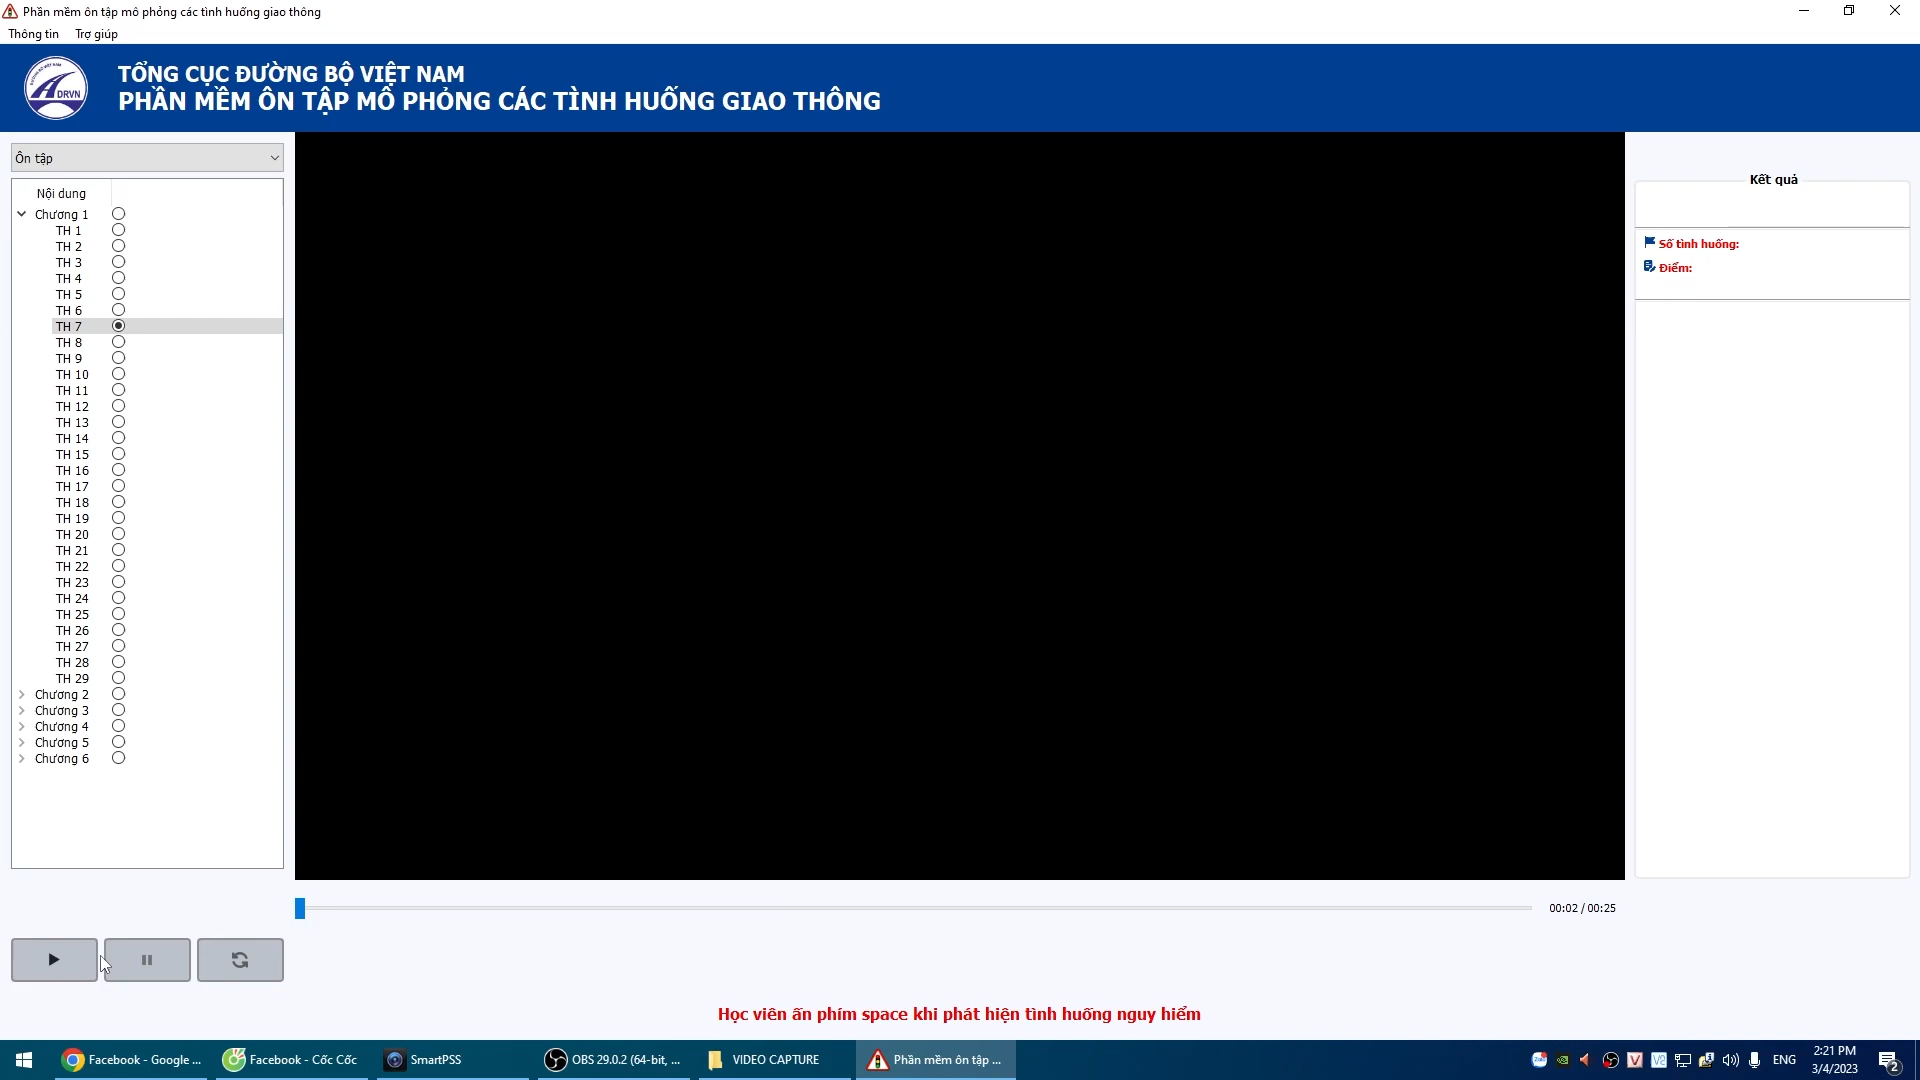 Phần mềm ôn tập mô phỏng các tình huống giao thông
Thông tin Trợ giúp
ĐƯỜNG BỘ VIỆT NAM
DRVN
TỔNG CỤC ĐƯỜNG BỘ VIỆT NAM
PHẦN MỀM ÔN TẬP MÔ PHỎNG CÁC TÌNH HUỐNG GIAO THÔNG
Ôn tập
Nội dung
Chương 1
TH 1
TH 2
TH 3
TH 4
TH 5
TH 6
TH 7
TH 8
TH 9
TH 10
TH 11
TH 12
TH 13
TH 14
TH 15
TH 16
TH 17
TH 18
TH 19
TH 20
TH 21
TH 22
TH 23
TH 24
TH 25
TH 26
TH 27
TH 28
TH 29
Chương 2
Chương 3
Chương 4
Chương 5
Chương 6
Kết quả
Số tình huống:
Điểm:
00:02 / 00:25
Học viên ấn phím space khi phát hiện tình huống nguy hiểm
Facebook - Google ...
Facebook - Cốc Cốc
SmartPSS
OBS 29.0.2 (64-bit, ...
VIDEO CAPTURE
Phần mềm ôn tập ...
ENG
2:21 PM
3/4/2023
2